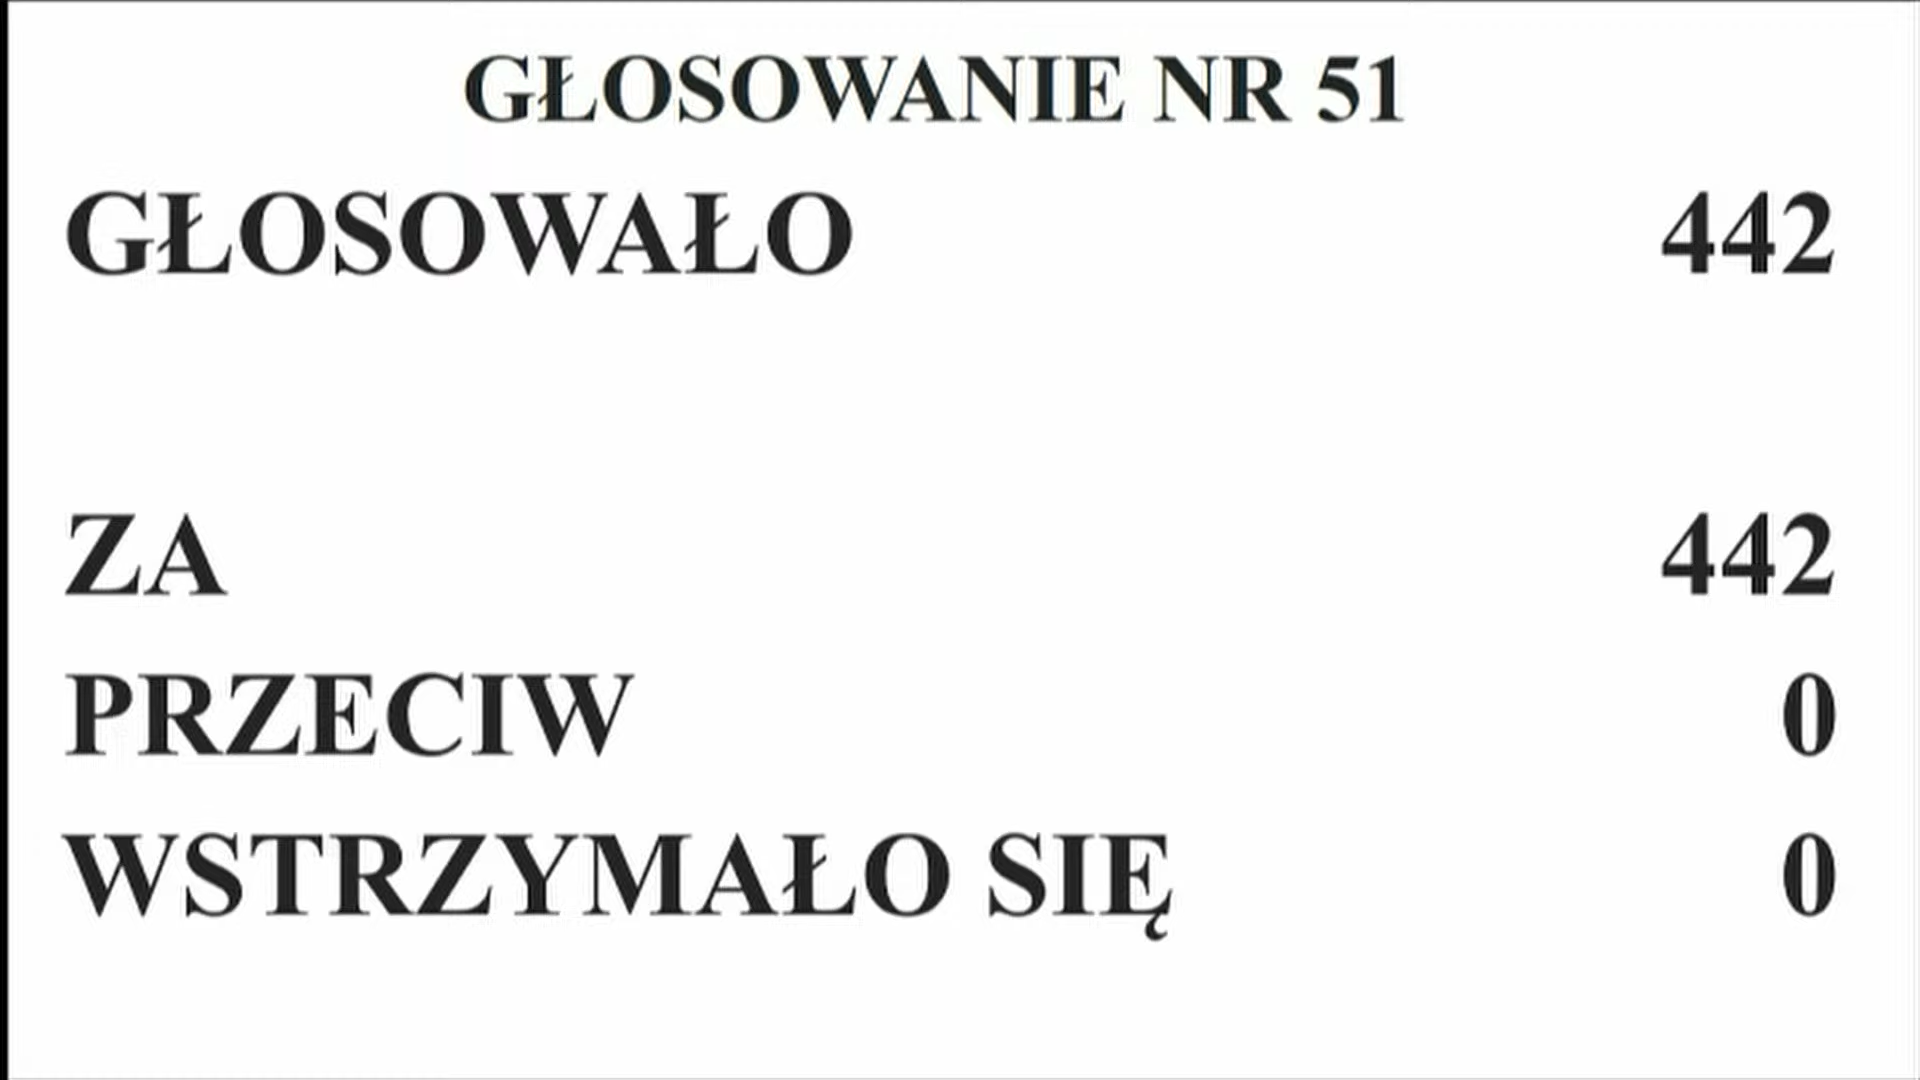 GŁOSOWANIE NR 51
GŁOSOWAŁO 442
ZA 442
PRZECIW 0
WSTRZYMAŁO SIĘ 0